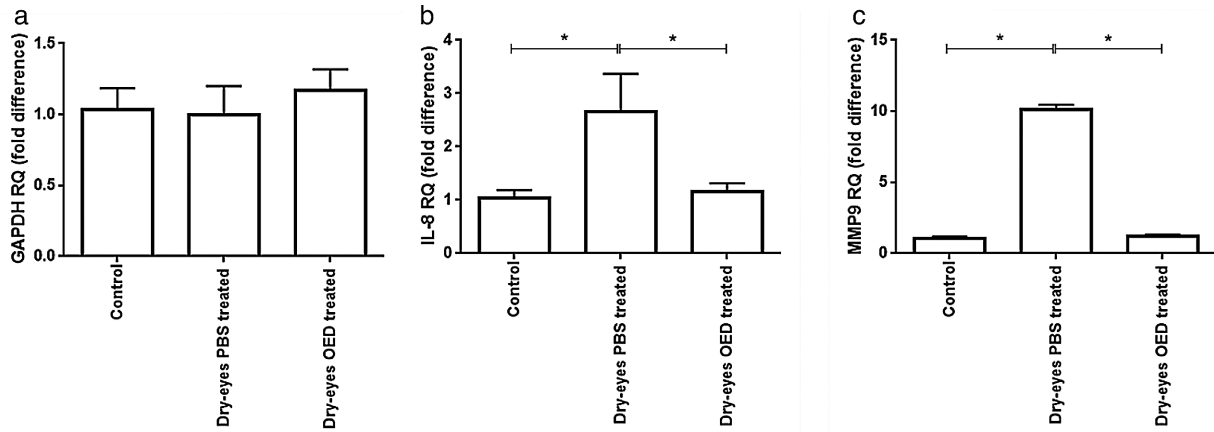 a
GAPDH RQ (fold difference)
1.5
1.0
0.5
0.0
Control
Dry-eyes PBS treated
Dry-eyes OED treated
b
IL-8 RQ (fold difference)
4
3
2
1
0
*
*
Control
Dry-eyes PBS treated
Dry-eyes OED treated
c
MMP9 RQ (fold difference)
15
10
5
0
*
*
Control
Dry-eyes PBS treated
Dry-eyes OED treated